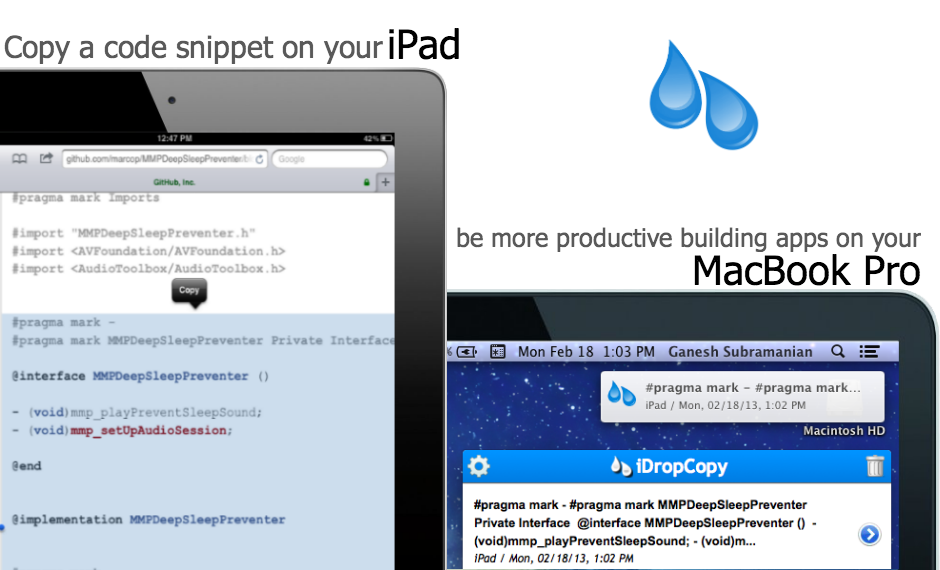 Copy a code snippet on your iPad
12:47 PM
42%
github.com/marcop/MMPDeepSleepPreventer/bl
Google
GitHub, Inc.
+
#pragma mark Imports
#import "MMPDeepSleepPreventer.h"
#import <AVFoundation/AVFoundation.h>
#import <AudioToolbox/AudioToolbox.h>
Copy
#pragma mark -
#pragma mark MMPDeepSleepPreventer Private Interface
@interface MMPDeepSleepPreventer ()
- (void)mmp_playPreventSleepSound;
- (void)mmp_setUpAudioSession;
@end
@implementation MMPDeepSleepPreventer
be more productive building apps on your
MacBook Pro
% Mon Feb 18 1:03 PM Ganesh Subramanian
#pragma mark - #pragma mark...
iPad / Mon, 02/18/13, 1:02 PM
Macintosh HD
iDropCopy
#pragma mark - #pragma mark MMPDeepSleepPreventer
Private Interface @interface MMPDeepSleepPreventer () -
(void)mmp_playPreventSleepSound; - (void)m...
iPad / Mon, 02/18/13, 1:02 PM